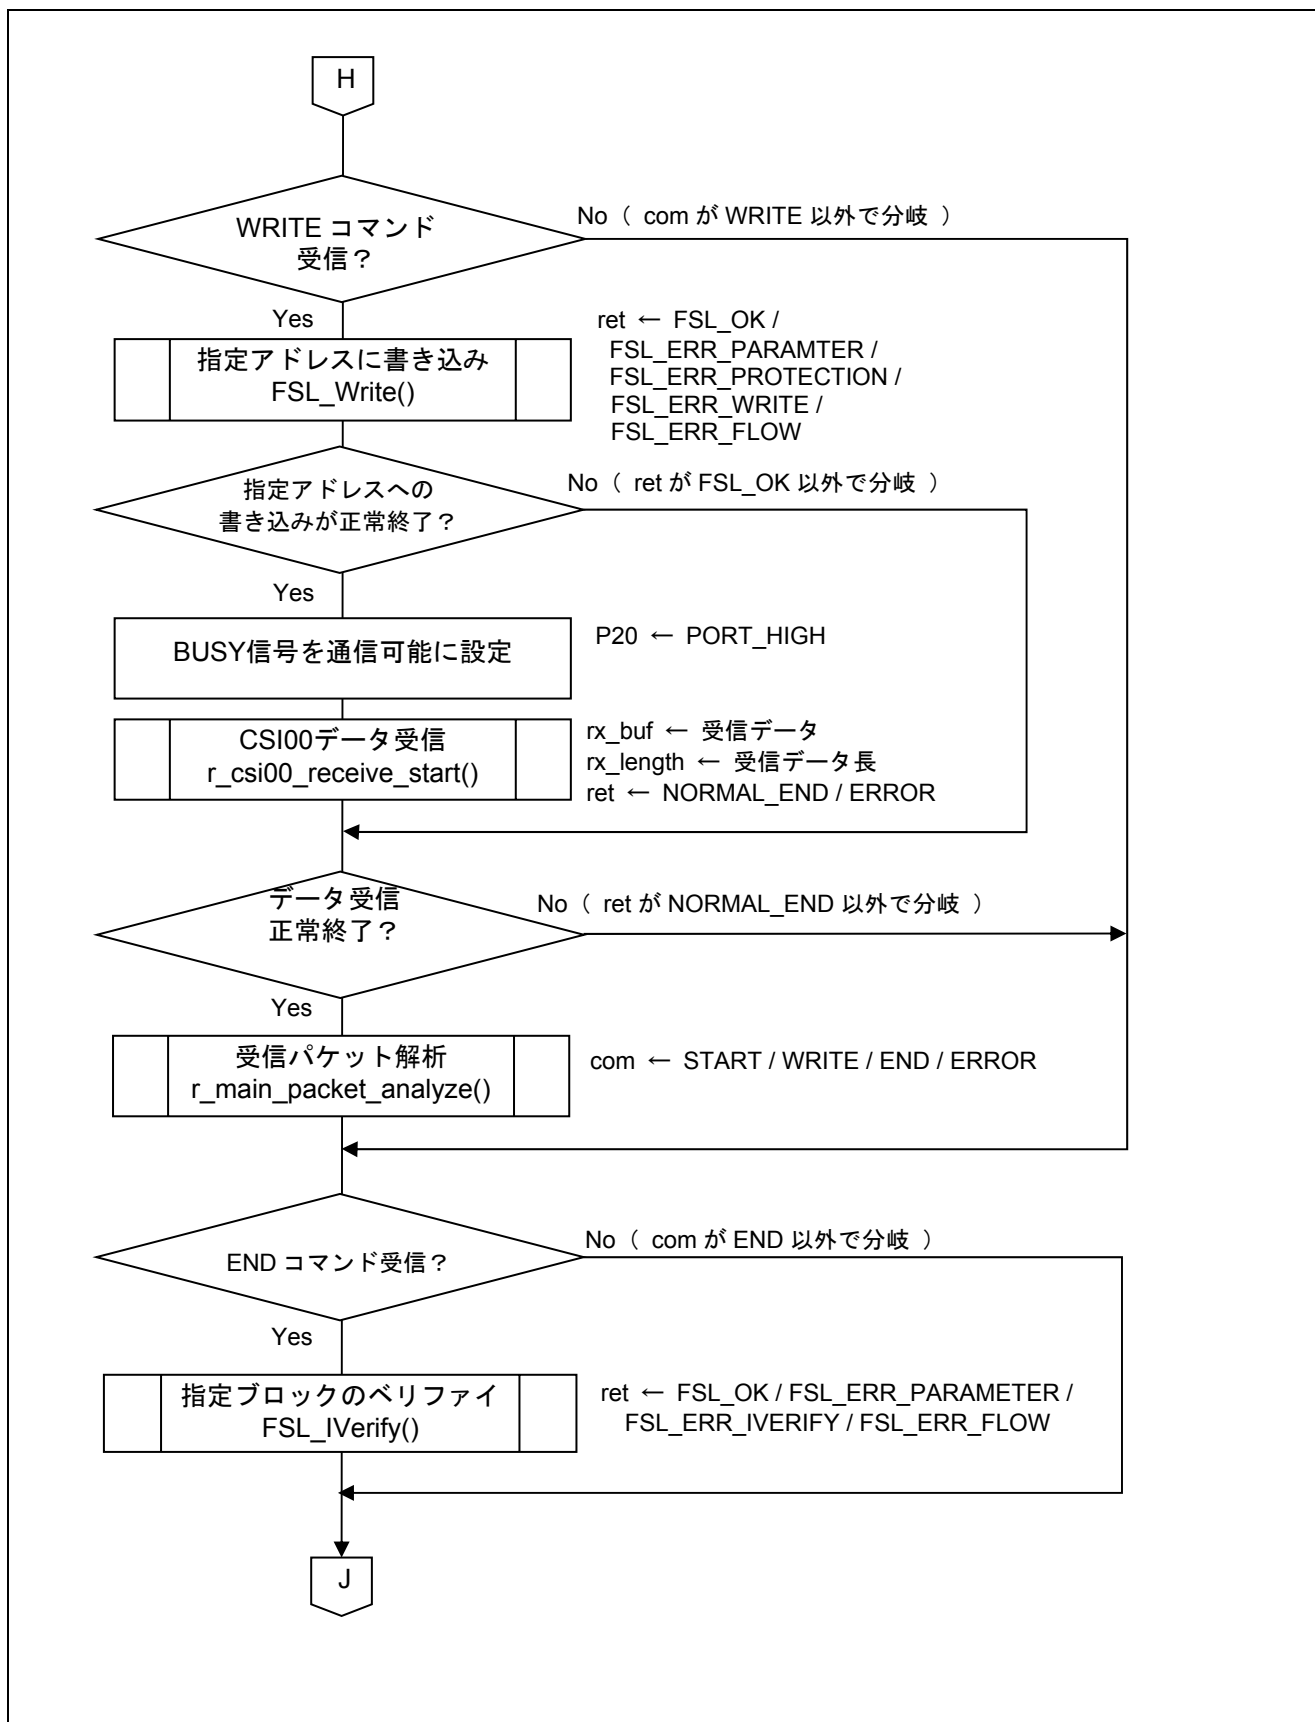 H
WRITE コマンド
受信？
No（ com が WRITE 以外で分岐 ）
Yes
指定アドレスに書き込み
FSL_Write()
ret ← FSL_OK /
FSL_ERR_PARAMTER /
FSL_ERR_PROTECTION /
FSL_ERR_WRITE /
FSL_ERR_FLOW
指定アドレスへの
書き込みが正常終了？
No（ ret が FSL_OK 以外で分岐 ）
Yes
BUSY信号を通信可能に設定
P20 ← PORT_HIGH
CSI00データ受信
r_csi00_receive_start()
rx_buf ← 受信データ
rx_length ← 受信データ長
ret ← NORMAL_END / ERROR
データ受信
正常終了？
No（ ret が NORMAL_END 以外で分岐 ）
Yes
受信パケット解析
r_main_packet_analyze()
com ← START / WRITE / END / ERROR
END コマンド受信？
No（ com が END 以外で分岐 ）
Yes
指定ブロックのベリファイ
FSL_IVerify()
ret ← FSL_OK / FSL_ERR_PARAMETER /
FSL_ERR_IVERIFY / FSL_ERR_FLOW
J